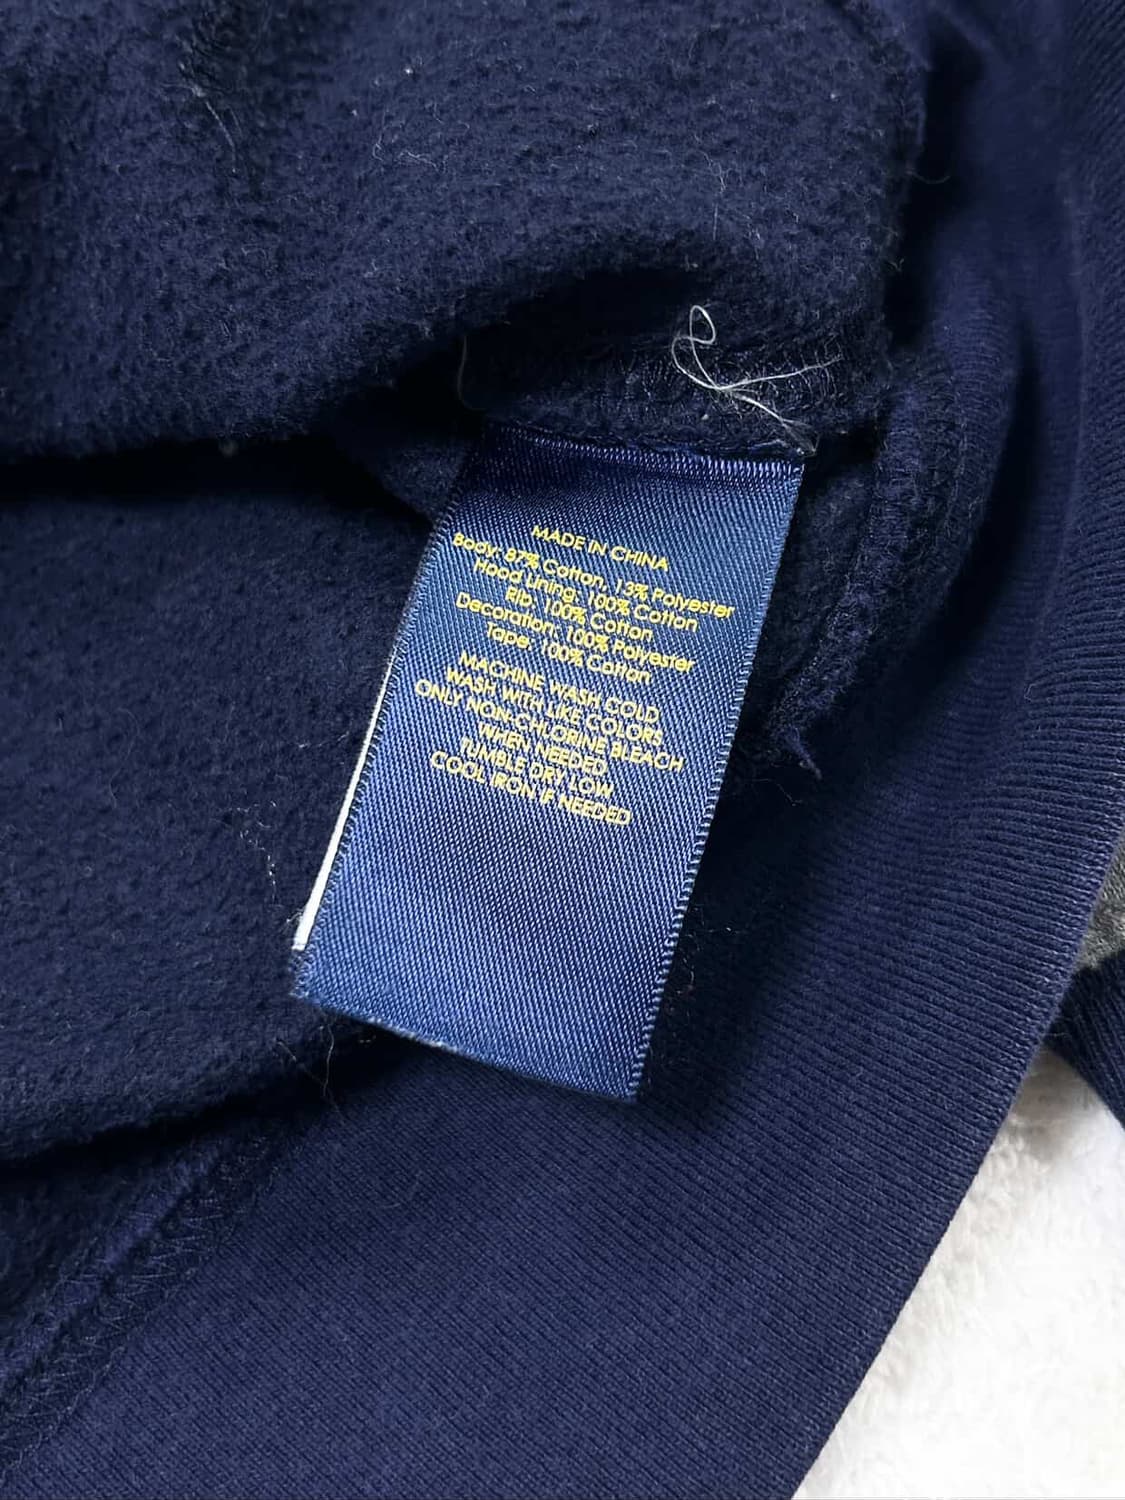 MADE IN CHINA
Body: 87% Cotton, 13% Polyester
Hood Lining: 100% Cotton
Rib: 100% Cotton
Decoration: 100% Polyester
Tape: 100% Cotton
MACHINE WASH COLD
WASH WITH LIKE COLORS
ONLY NON-CHLORINE BLEACH
WHEN NEEDED
TUMBLE DRY LOW
COOL IRON IF NEEDED